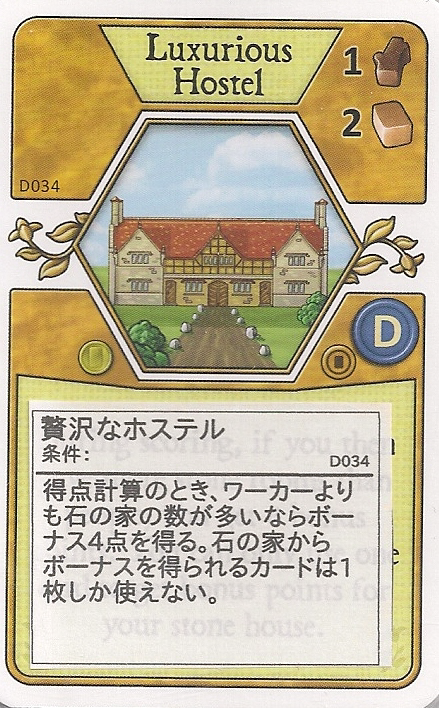 Luxurious
Hostel
1
2
D034
D
贅沢なホステル
条件:
D034
得点計算のとき、ワーカーより
も石の家の数が多いならボー
ナス4点を得る。石の家から
ボーナスを得られるカードは1
枚しか使えない。
your stone house.